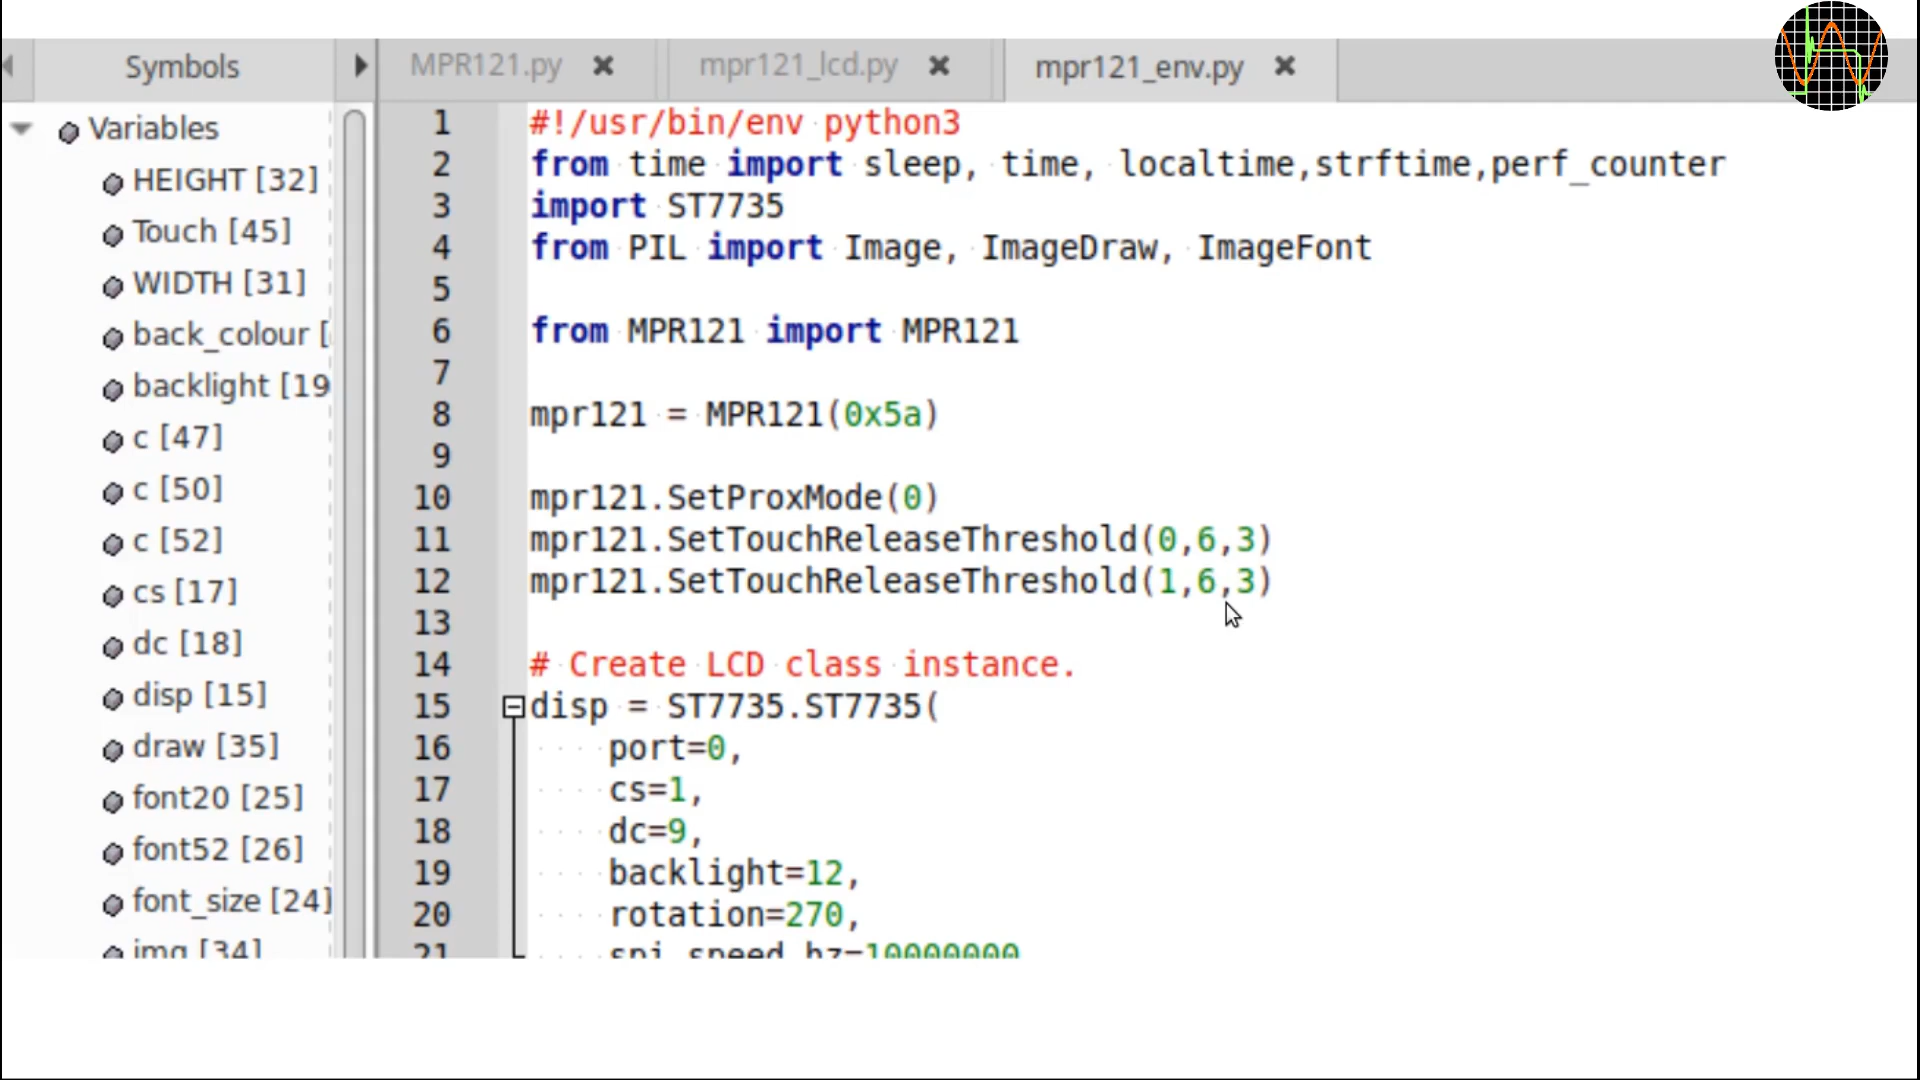 Symbols
MPR121.py
mpr121_lcd.py
mpr121_env.py
Variables
HEIGHT [32]
Touch [45]
WIDTH [31]
back_colour [
backlight [19
c [47]
c [50]
c [52]
cs [17]
dc [18]
disp [15]
draw [35]
font20 [25]
font52 [26]
font_size [24]
img [34]
1 #!/usr/bin/env python3
2 from time import sleep, time, localtime,strftime,perf_counter
3 import ST7735
4 from PIL import Image, ImageDraw, ImageFont
5
6 from MPR121 import MPR121
7
8 mpr121 = MPR121(0x5a)
9
10 mpr121.SetProxMode(0)
11 mpr121.SetTouchReleaseThreshold(0,6,3)
12 mpr121.SetTouchReleaseThreshold(1,6,3)
13
14 # Create LCD class instance.
15 disp = ST7735.ST7735(
16 port=0,
17 cs=1,
18 dc=9,
19 backlight=12,
20 rotation=270,
21 spi_speed_hz=10000000